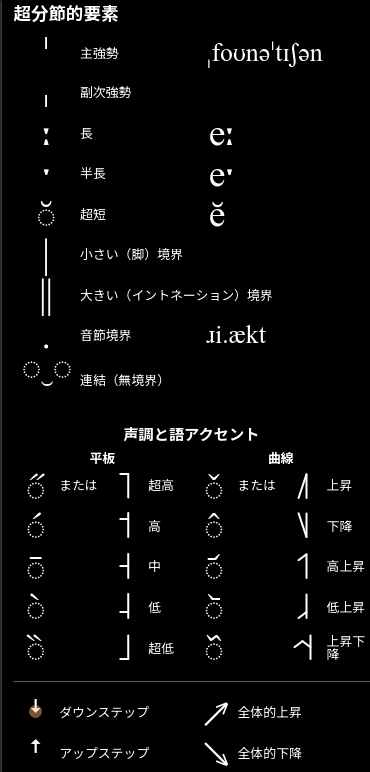 超分節的要素
ˈ 主強勢 ˌfoʊnəˈtɪʃən
ˌ 副次強勢
ː 長 eː
ˑ 半長 eˑ
◌̆ 超短 ĕ
| 小さい（脚）境界
‖ 大きい（イントネーション）境界
. 音節境界 ɹi.ækt
◌‿◌ 連結（無境界）
声調と語アクセント
平板 曲線
◌̋ または ˥ 超高 ◌̌ または ˩˥ 上昇
◌́ ˦ 高 ◌̂ ˥˩ 下降
◌̄ ˧ 中 ◌᷄ ˧˥ 高上昇
◌̀ ˨ 低 ◌᷅ ˩˧ 低上昇
◌̏ ˩ 超低 ◌᷈ ˧˦˧ 上昇下
降
↓ ダウンステップ ↗ 全体的上昇
↑ アップステップ ↘ 全体的下降